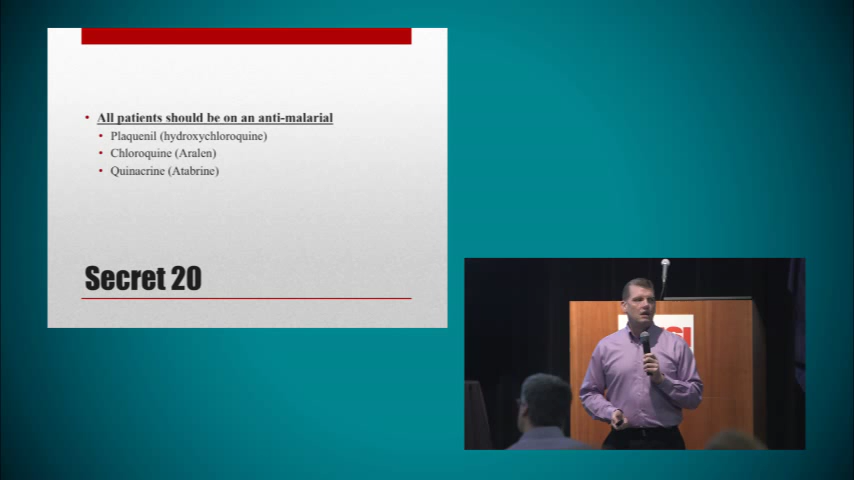 All patients should be on an anti-malarial
Plaquenil (hydroxychloroquine)
Chloroquine (Aralen)
Quinacrine (Atabrine)
Secret 20